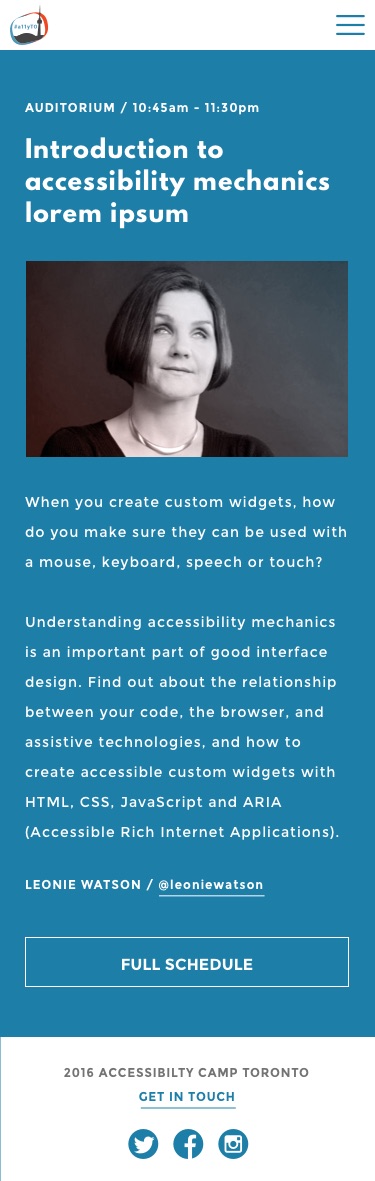 #a11yTO
AUDITORIUM / 10:45am - 11:30pm
Introduction to
accessibility mechanics
lorem ipsum
When you create custom widgets, how
do you make sure they can be used with
a mouse, keyboard, speech or touch?
Understanding accessibility mechanics
is an important part of good interface
design. Find out about the relationship
between your code, the browser, and
assistive technologies, and how to
create accessible custom widgets with
HTML, CSS, JavaScript and ARIA
(Accessible Rich Internet Applications).
LEONIE WATSON / @leoniewatson
FULL SCHEDULE
2016 ACCESSIBILTY CAMP TORONTO
GET IN TOUCH